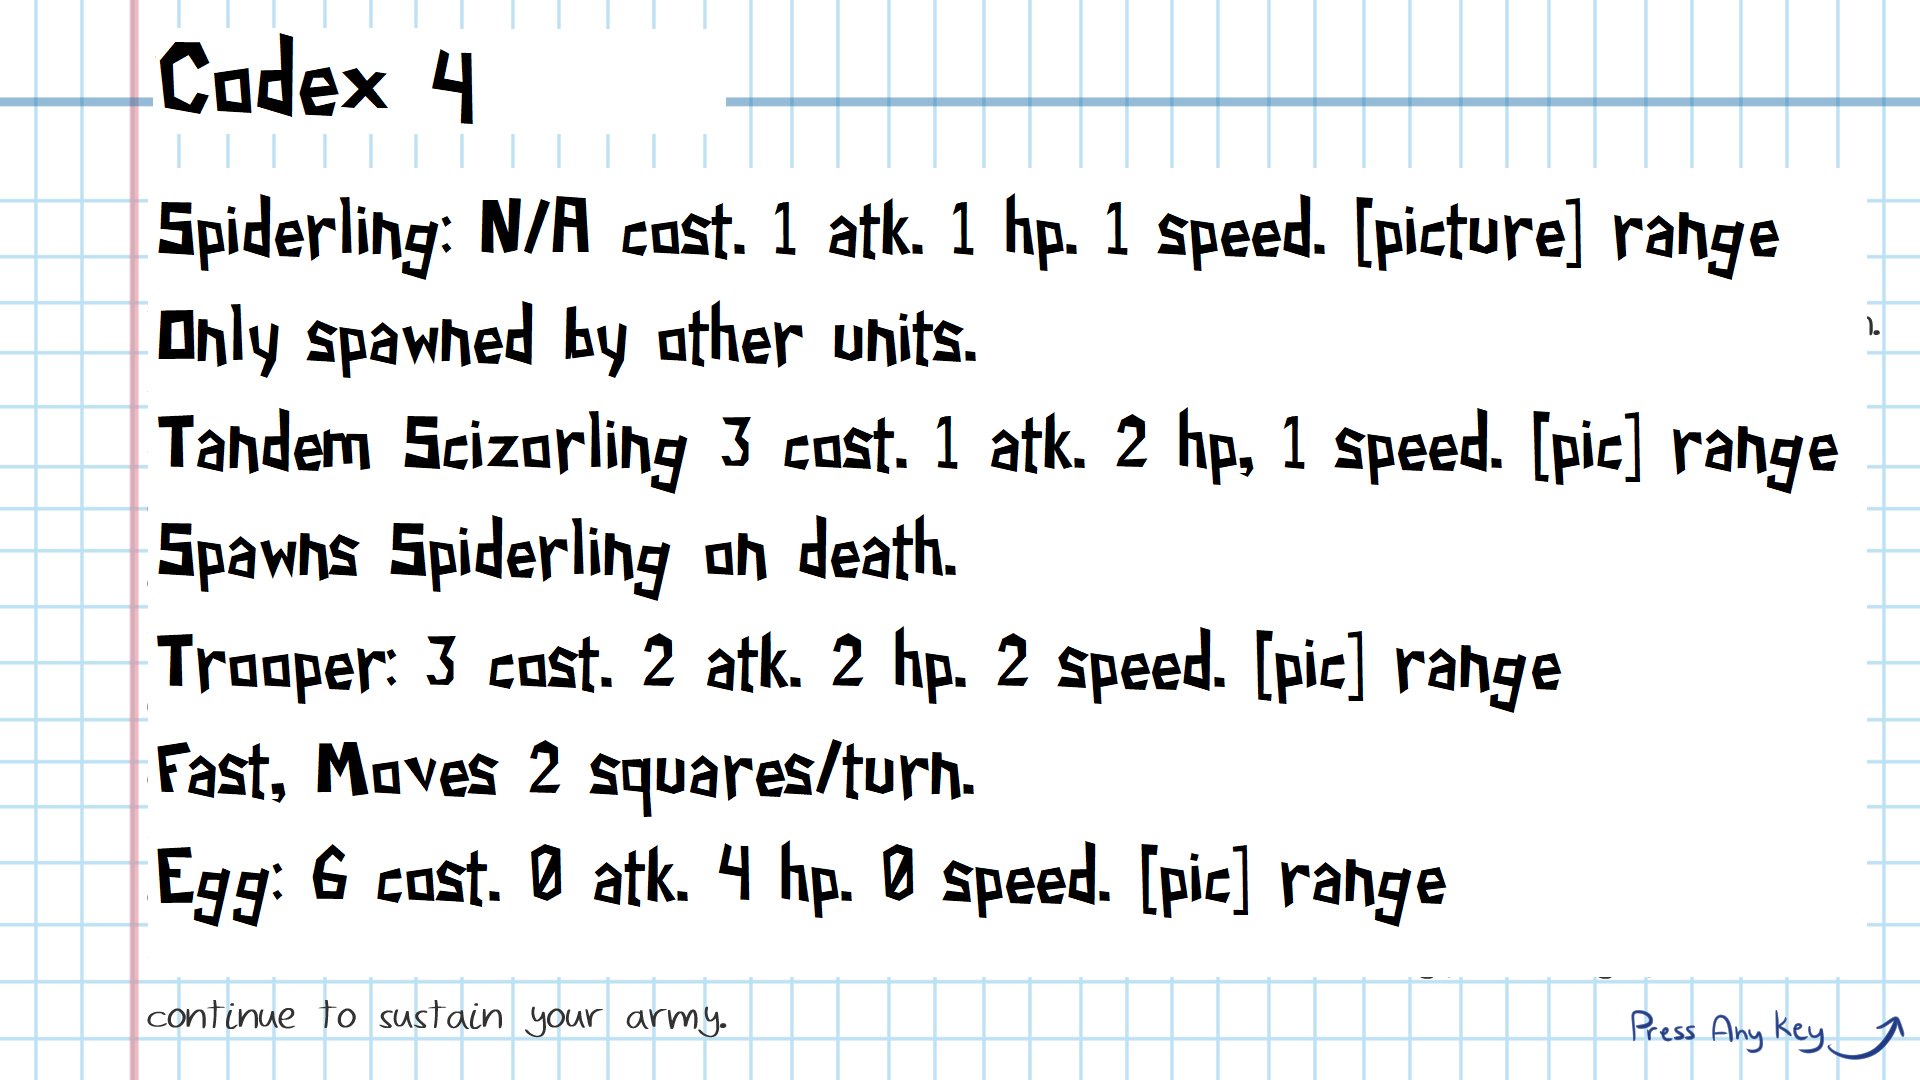 Codex 4
Spiderling: N/A cost. 1 atk. 1 hp. 1 speed. [picture] range
Only spawned by other units.
Tandem Scizorling 3 cost. 1 atk. 2 hp, 1 speed. [pic] range
Spawns Spiderling on death.
Trooper: 3 cost. 2 atk. 2 hp. 2 speed. [pic] range
Fast, Moves 2 squares/turn.
Egg: 6 cost. 0 atk. 4 hp. 0 speed. [pic] range
continue to sustain your army.
Press Any Key